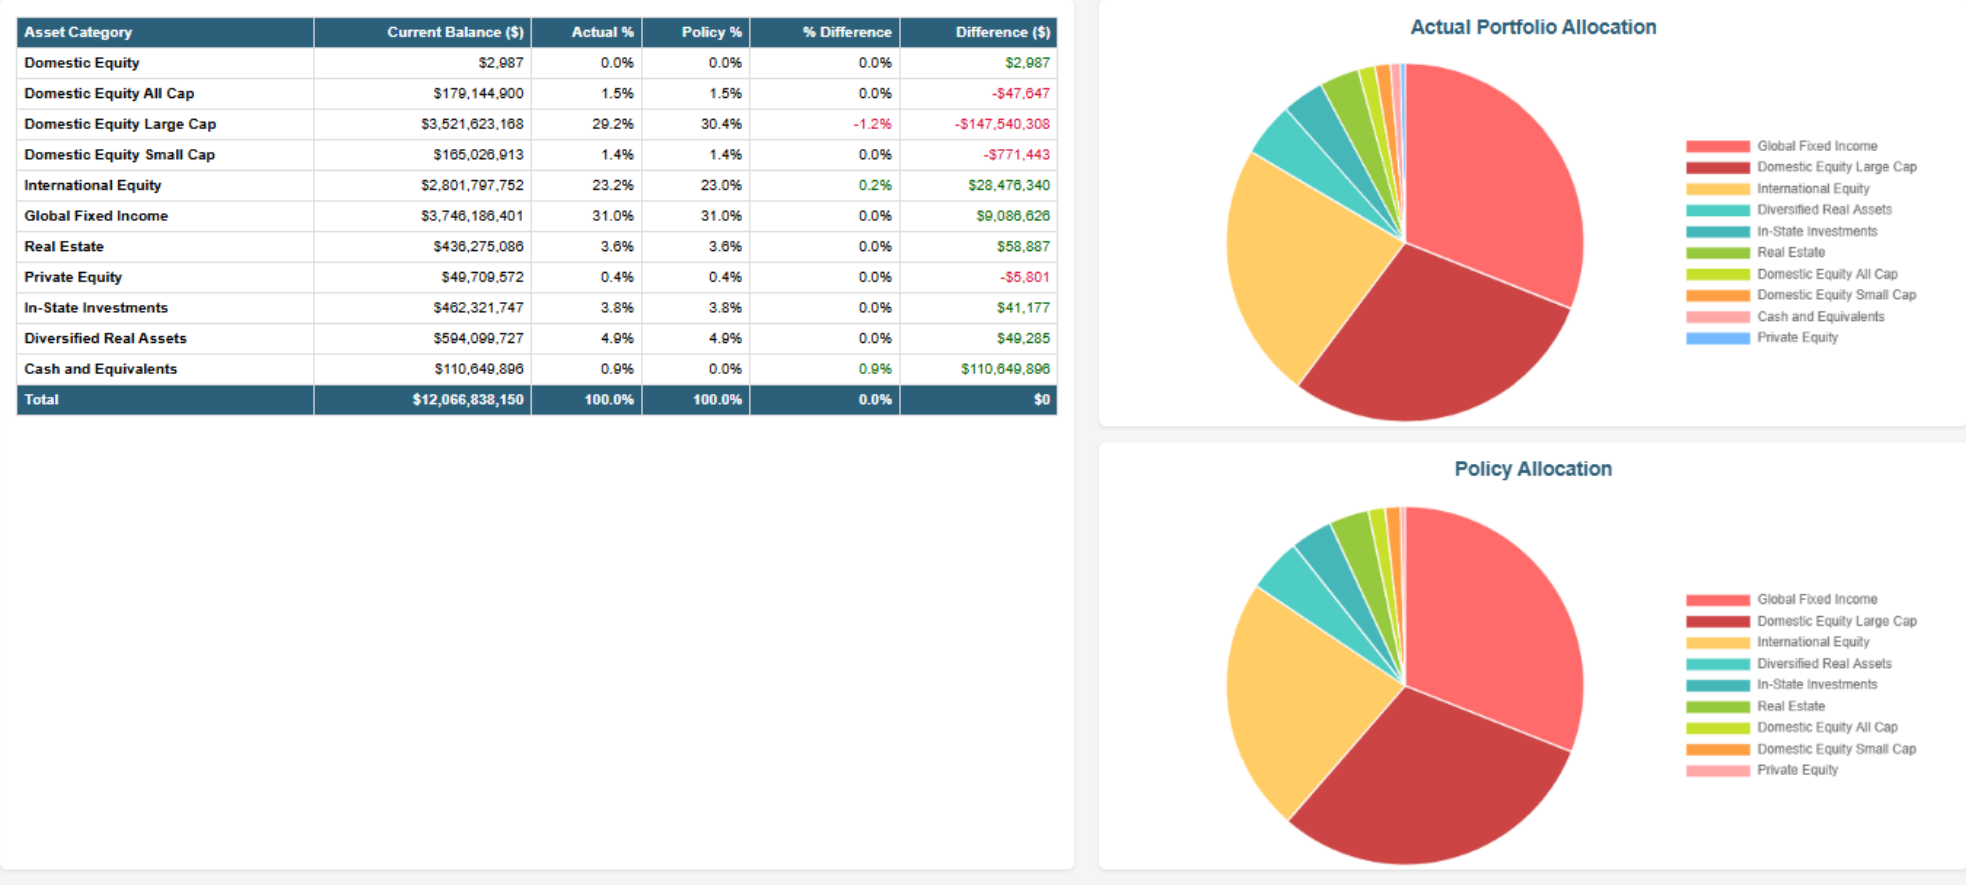 Asset Category Current Balance ($) Actual % Policy % % Difference Difference ($)
Domestic Equity $2,987 0.0% 0.0% 0.0% $2,987
Domestic Equity All Cap $179,144,900 1.5% 1.5% 0.0% -$47,647
Domestic Equity Large Cap $3,521,623,168 29.2% 30.4% -1.2% -$147,540,308
Domestic Equity Small Cap $165,026,913 1.4% 1.4% 0.0% -$771,443
International Equity $2,801,797,752 23.2% 23.0% 0.2% $28,476,340
Global Fixed Income $3,746,186,401 31.0% 31.0% 0.0% $9,086,626
Real Estate $436,275,086 3.6% 3.6% 0.0% $58,887
Private Equity $49,709,572 0.4% 0.4% 0.0% -$5,801
In-State Investments $462,321,747 3.8% 3.8% 0.0% $41,177
Diversified Real Assets $594,099,727 4.9% 4.9% 0.0% $49,285
Cash and Equivalents $110,649,896 0.9% 0.0% 0.9% $110,649,896
Total $12,066,838,150 100.0% 100.0% 0.0% $0
Actual Portfolio Allocation
Global Fixed Income
Domestic Equity Large Cap
International Equity
Diversified Real Assets
In-State Investments
Real Estate
Domestic Equity All Cap
Domestic Equity Small Cap
Cash and Equivalents
Private Equity
Policy Allocation
Global Fixed Income
Domestic Equity Large Cap
International Equity
Diversified Real Assets
In-State Investments
Real Estate
Domestic Equity All Cap
Domestic Equity Small Cap
Private Equity